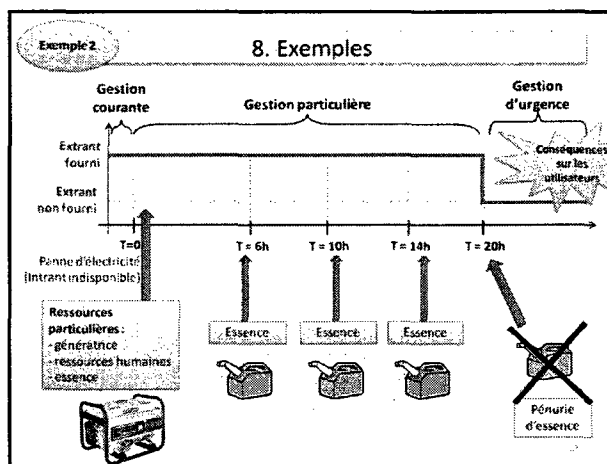 Exemple 2
8. Exemples
Gestion
courante
Gestion particulière
Gestion
d'urgence
Extrant
fourni
Conséquences
sur les
utilisateurs
Extrant
non fourni
T=0
T = 6h
T = 10h
T = 14h
T = 20h
Panne d'électricité
(Intrant indisponible)
Ressources
particulières :
- génératrice
- ressources humaines
- essence
Essence
Essence
Essence
Pénurie
d'essence